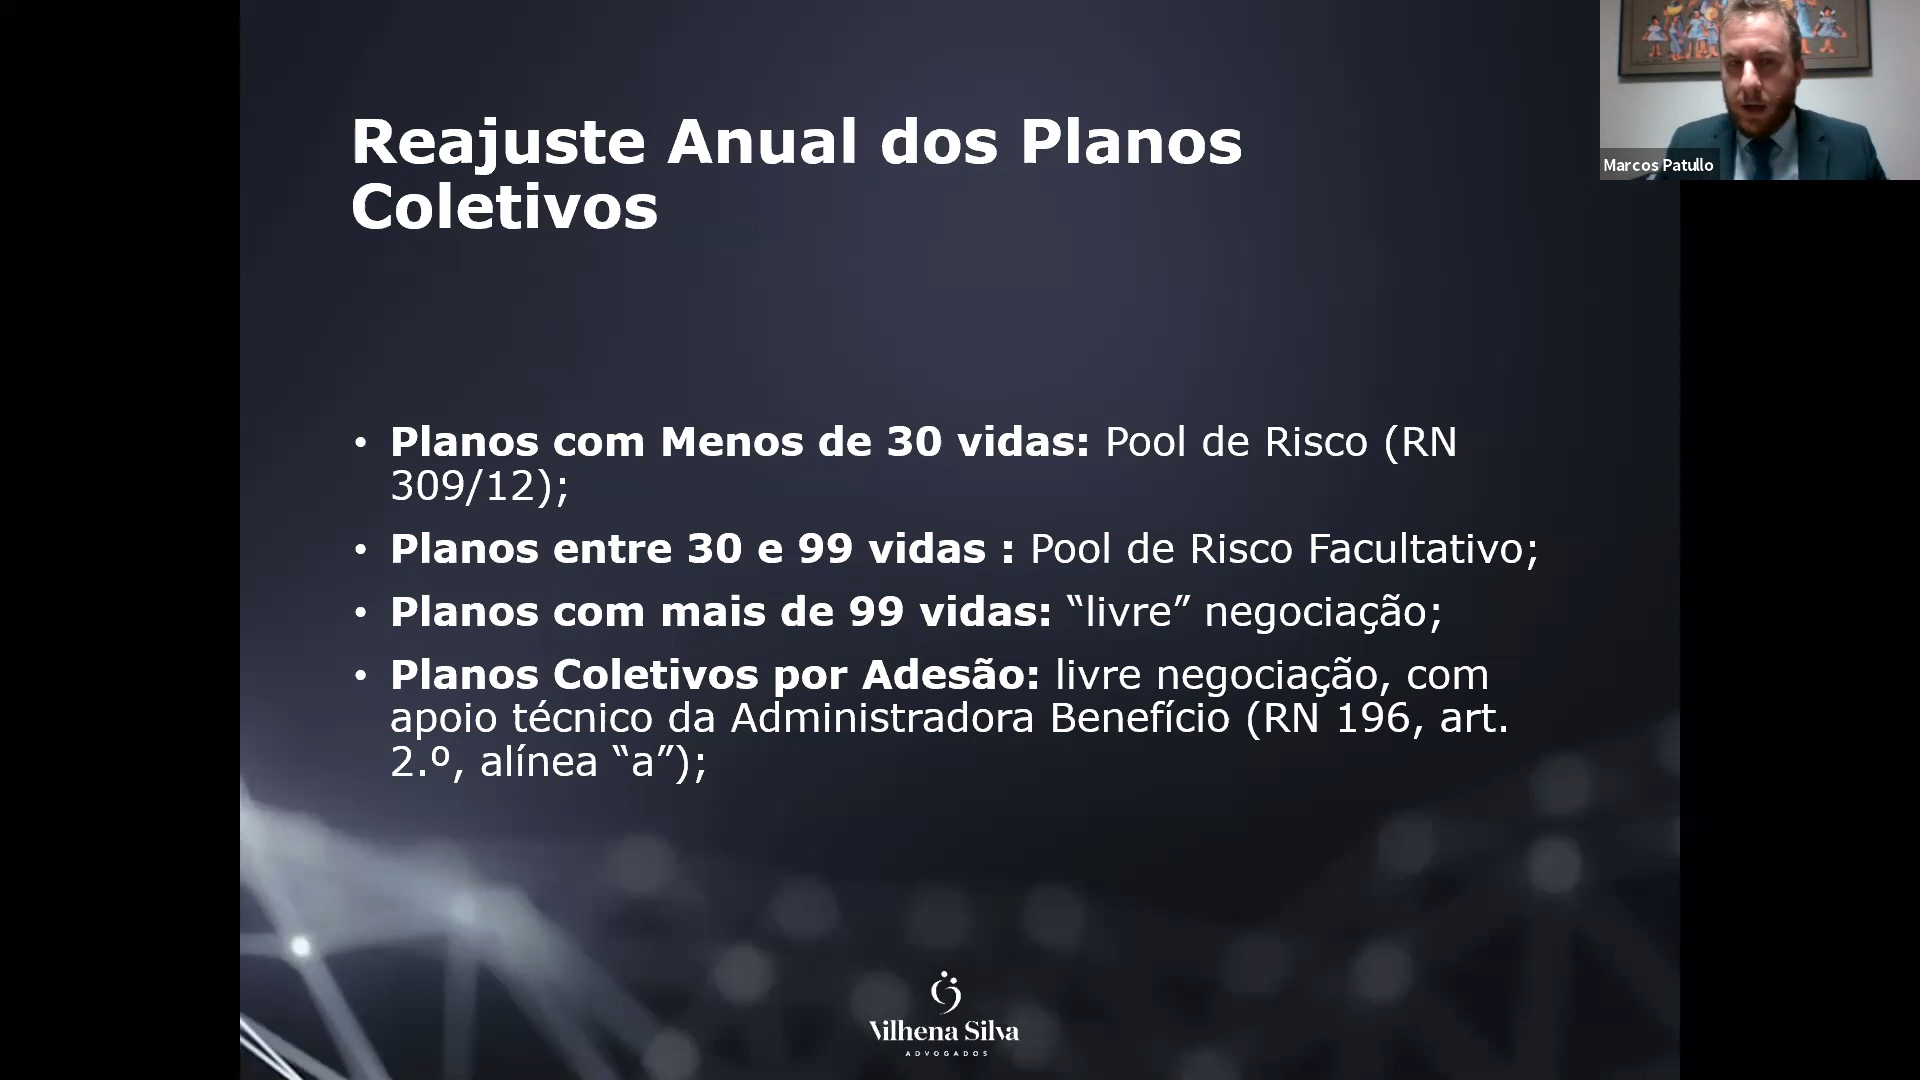 Reajuste Anual dos Planos
Coletivos
Marcos Patullo
• Planos com Menos de 30 vidas: Pool de Risco (RN
309/12);
• Planos entre 30 e 99 vidas : Pool de Risco Facultativo;
• Planos com mais de 99 vidas: “livre” negociação;
• Planos Coletivos por Adesão: livre negociação, com
apoio técnico da Administradora Benefício (RN 196, art.
2.º, alínea “a”);
Vilhena Silva
ADVOGADOS